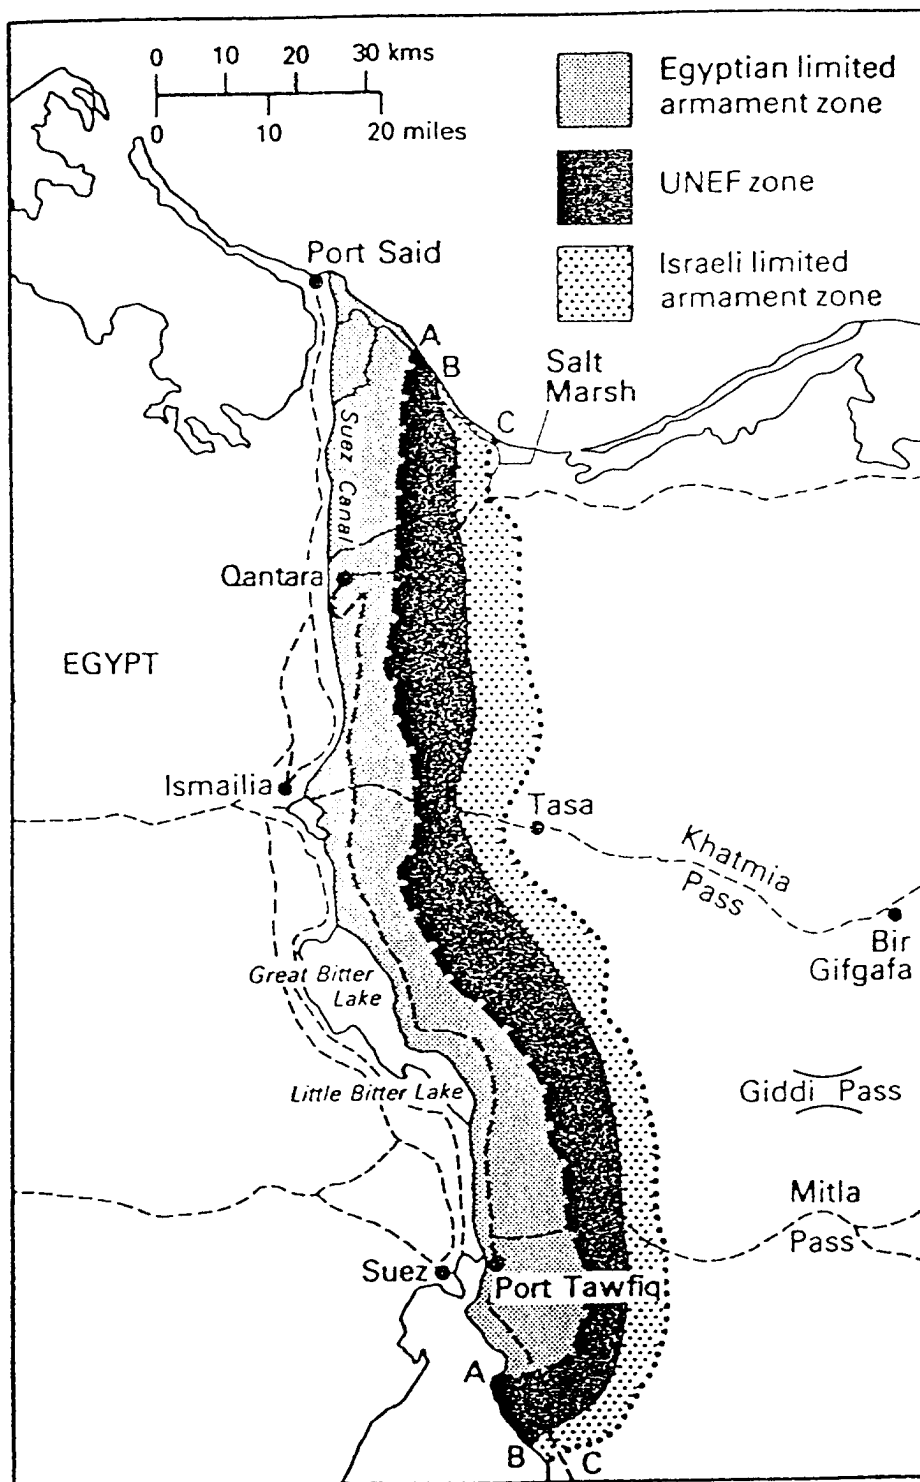 0 10 20 30 kms
0 10 20 miles
Egyptian limited
armament zone
UNEF zone
Israeli limited
armament zone
Port Said
A
B
Salt
Marsh
C
Suez Canal
Qantara
EGYPT
Ismailia
Tasa
Khatmia
Pass
Bir
Gifgafa
Great Bitter
Lake
Little Bitter Lake
Giddi Pass
Mitla
Pass
Suez
Port Tawfiq
A
B
C